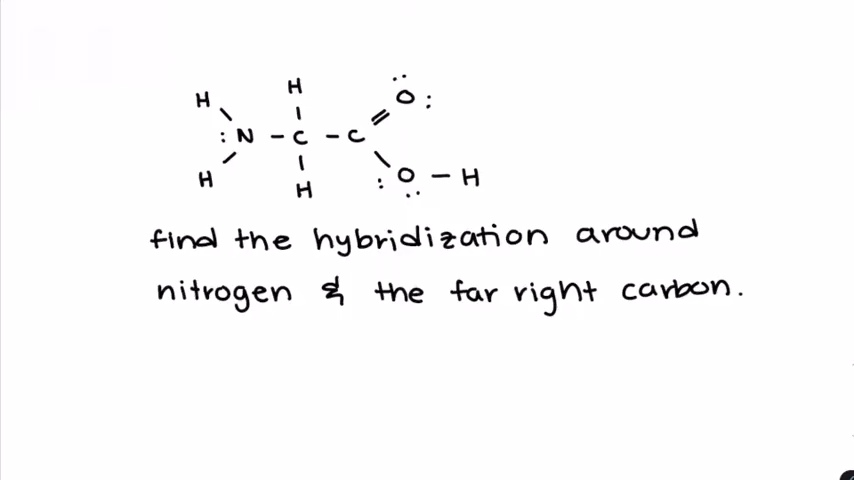 H H O
N - C - C
H H O - H
find the hybridization around
nitrogen & the far right carbon.